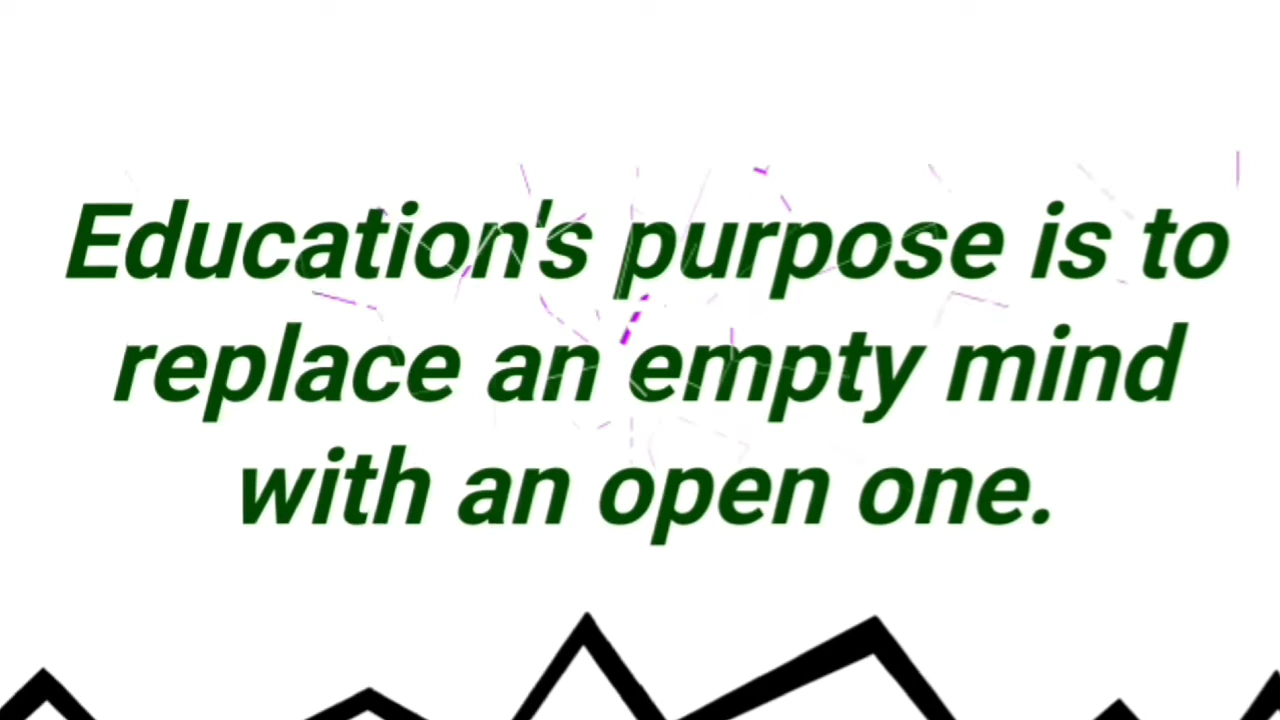 Education's purpose is to
replace an empty mind
with an open one.